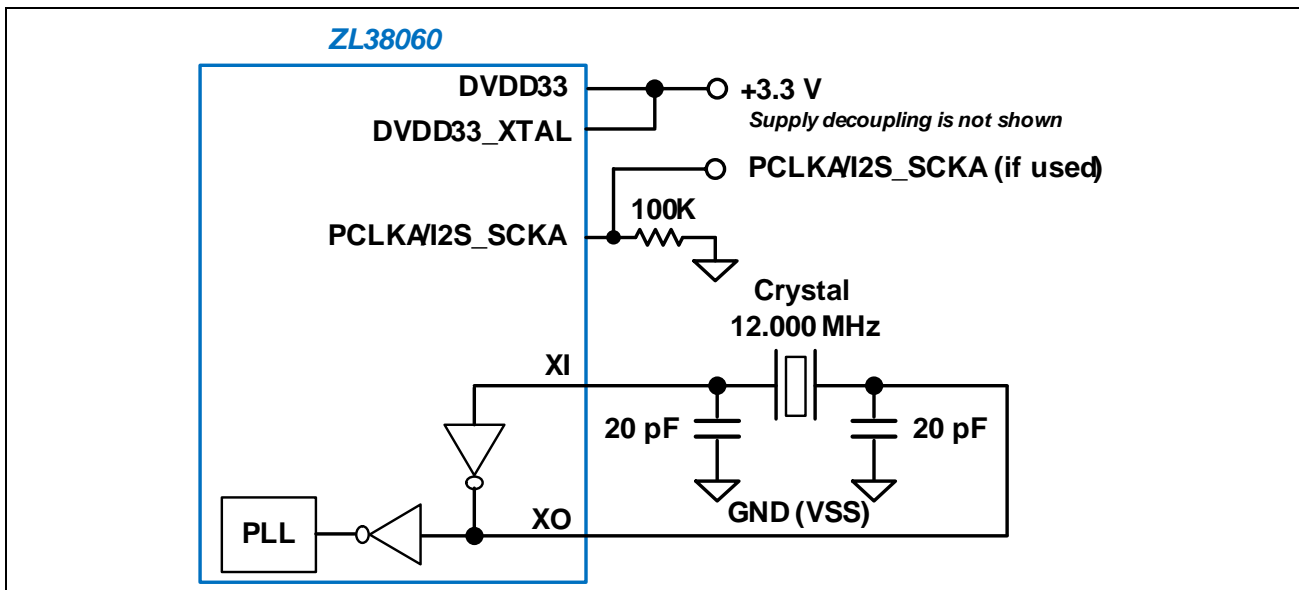 ZL38060
DVDD33
+3.3 V
DVDD33_XTAL
Supply decoupling is not shown
PCLKA/I2S_SCKA (if used)
100K
PCLKA/I2S_SCKA
Crystal
12.000 MHz
XI
20 pF
20 pF
GND (VSS)
XO
PLL